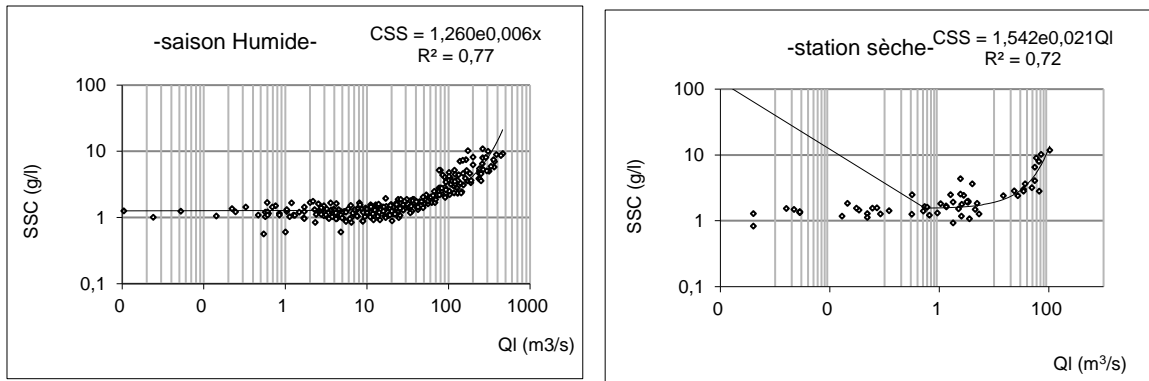 -saison Humide-
CSS = 1,260e0,006x
R² = 0,77
100
10
1
0,1
0
0
1
10
100
1000
SSC (g/l)
Ql (m3/s)
-station sèche-
CSS = 1,542e0,021Ql
R² = 0,72
100
10
1
0,1
0
0
1
100
SSC (g/l)
Ql (m³/s)